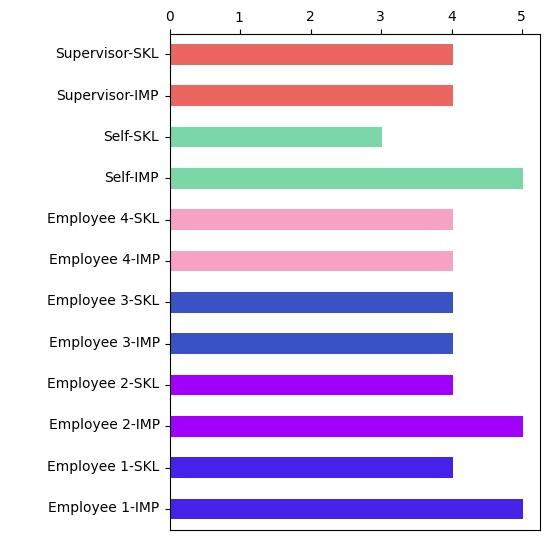 0 1 2 3 4 5
Supervisor-SKL
Supervisor-IMP
Self-SKL
Self-IMP
Employee 4-SKL
Employee 4-IMP
Employee 3-SKL
Employee 3-IMP
Employee 2-SKL
Employee 2-IMP
Employee 1-SKL
Employee 1-IMP